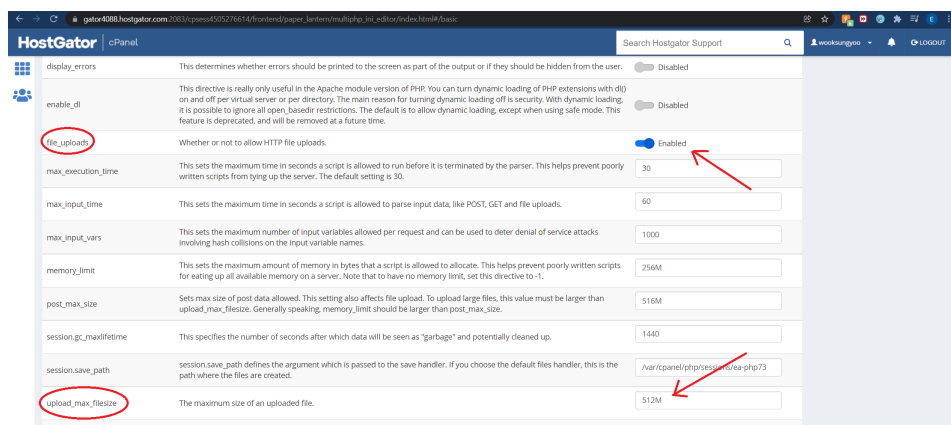 gator4088.hostgator.com:2083/cpsess4505276614/frontend/paper_lantern/multiphp_ini_editor/index.html#/basic
HostGator cPanel
Search Hostgator Support
wooksungyoo
LOGOUT
display_errors
This determines whether errors should be printed to the screen as part of the output or if they should be hidden from the user.
Disabled
enable_dl
This directive is really only useful in the Apache module version of PHP. You can turn dynamic loading of PHP extensions with dl()
on and off per virtual server or per directory. The main reason for turning dynamic loading off is security. With dynamic loading,
it is possible to ignore all open_basedir restrictions. The default is to allow dynamic loading, except when using safe mode. This
feature is deprecated, and will be removed at a future time.
Disabled
file_uploads
Whether or not to allow HTTP file uploads.
Enabled
max_execution_time
This sets the maximum time in seconds a script is allowed to run before it is terminated by the parser. This helps prevent poorly
written scripts from tying up the server. The default setting is 30.
30
max_input_time
This sets the maximum time in seconds a script is allowed to parse input data, like POST, GET and file uploads.
60
max_input_vars
This sets the maximum number of input variables allowed per request and can be used to deter denial of service attacks
involving hash collisions on the input variable names.
1000
memory_limit
This sets the maximum amount of memory in bytes that a script is allowed to allocate. This helps prevent poorly written scripts
for eating up all available memory on a server. Note that to have no memory limit, set this directive to -1.
256M
post_max_size
Sets max size of post data allowed. This setting also affects file upload. To upload large files, this value must be larger than
upload_max_filesize. Generally speaking, memory_limit should be larger than post_max_size.
516M
session.gc_maxlifetime
This specifies the number of seconds after which data will be seen as "garbage" and potentially cleaned up.
1440
session.save_path
session.save_path defines the argument which is passed to the save handler. If you choose the default files handler, this is the
path where the files are created.
/var/cpanel/php/sessions/ea-php73
upload_max_filesize
The maximum size of an uploaded file.
512M